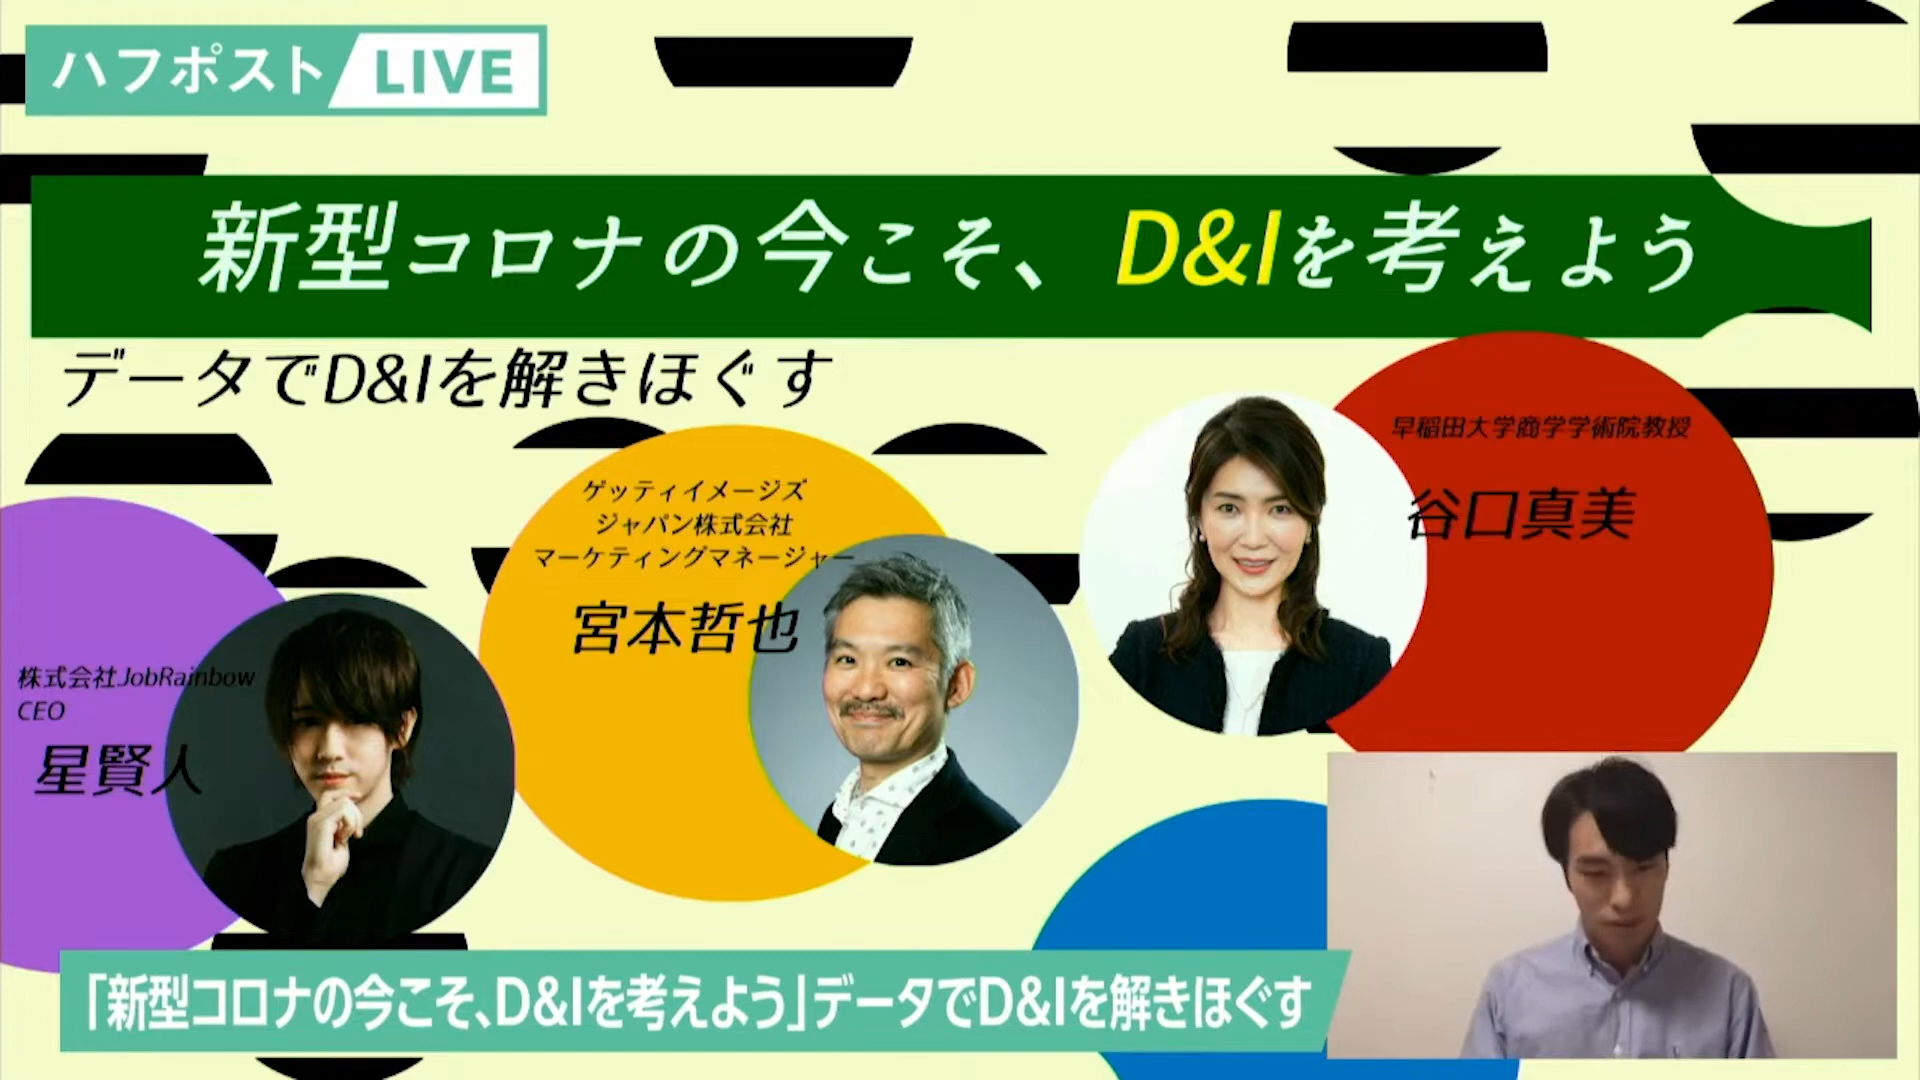 ハフポスト LIVE
新型コロナの今こそ、D&Iを考えよう
データでD&Iを解きほぐす
早稲田大学商学学術院教授
谷口真美
ゲッティイメージズ
ジャパン株式会社
マーケティングマネージャー
宮本哲也
株式会社JobRainbow
CEO
星賢人
「新型コロナの今こそ、D&Iを考えよう」データでD&Iを解きほぐす